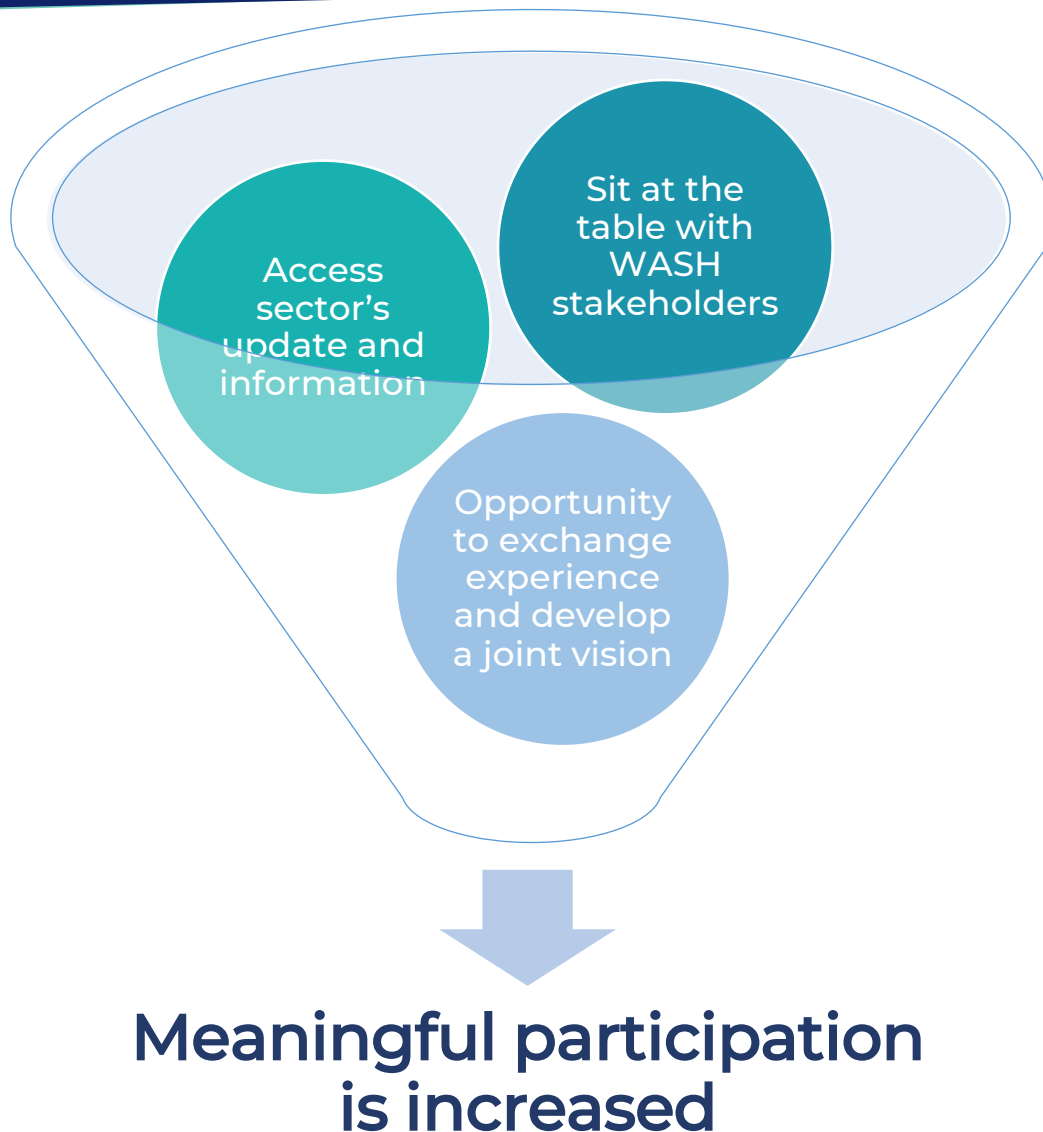 Access
sector’s
update and
information
Sit at the
table with
WASH
stakeholders
Opportunity
to exchange
experience
and develop
a joint vision
Meaningful participation
is increased